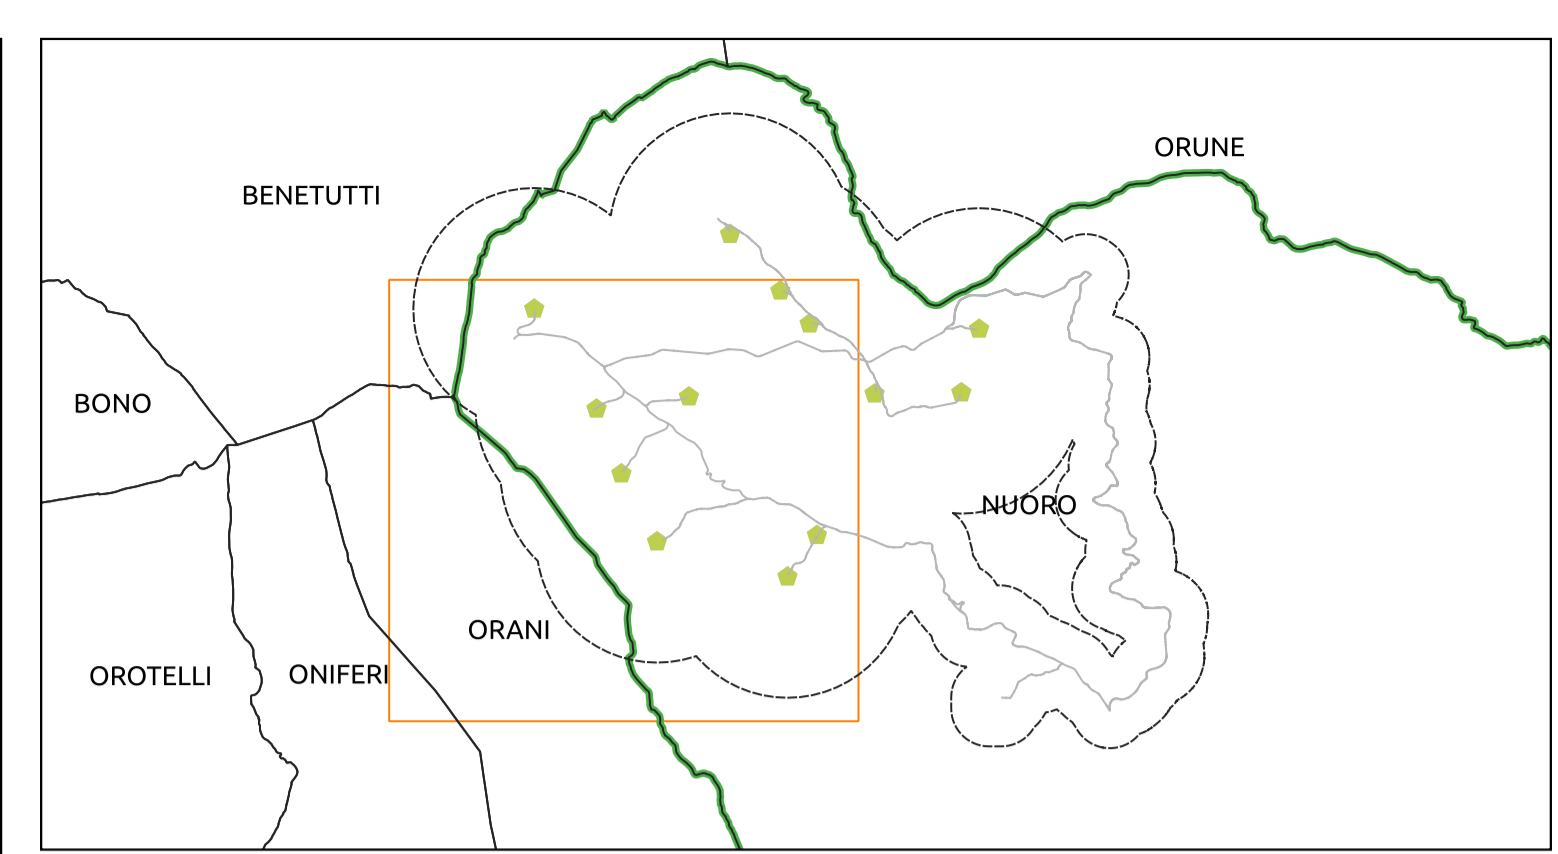 ORUNE
BENETUTTI
BONO
NUORO
ORANI
OROTELLI
ONIFERI